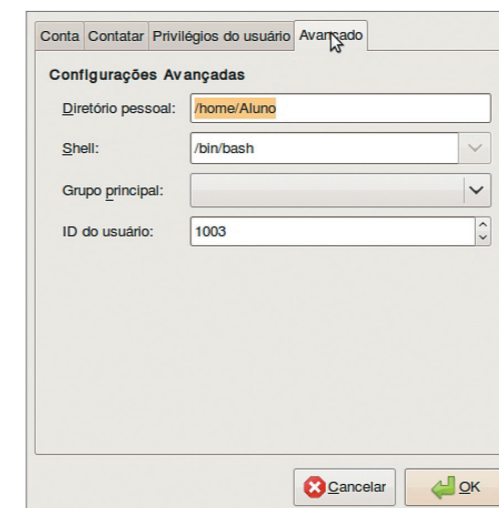 Conta Contatar Privilégios do usuário Avançado
Configurações Avançadas
Diretório pessoal: /home/Aluno
Shell: /bin/bash
Grupo principal:
ID do usuário: 1003
Cancelar OK